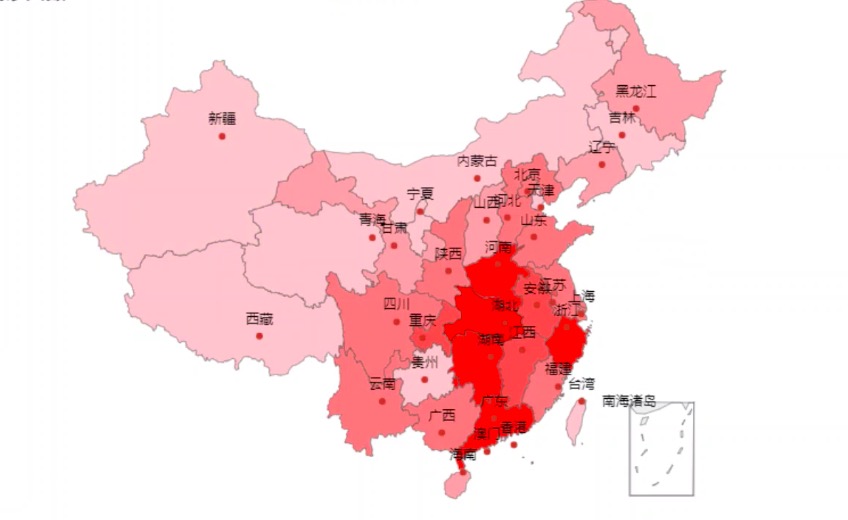 黑龙江
吉林
新疆
辽宁
内蒙古
北京
天津
宁夏
山西
河北
青海
甘肃
山东
河南
陕西
安徽
江苏
上海
四川
湖北
浙江
西藏
重庆
湖南
江西
贵州
福建
云南
台湾
广东
南海诸岛
广西
澳门
香港
海南